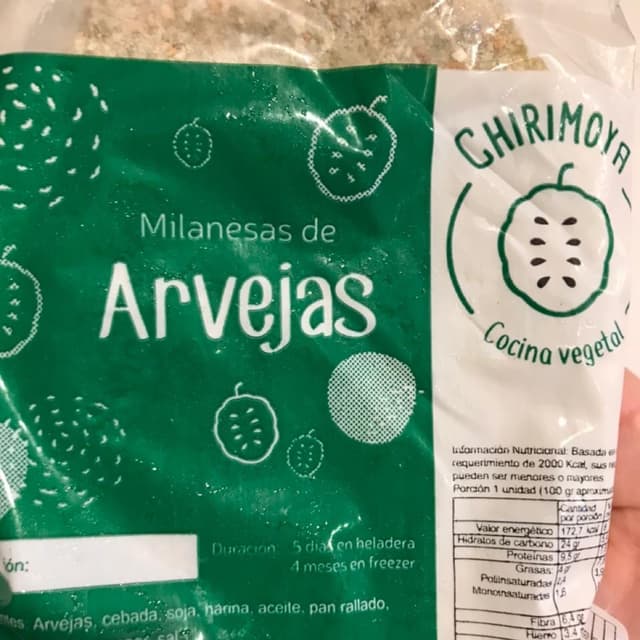 CHIRIMOYA
Cocina vegetal
Milanesas de
Arvejas
Duración: 5 días en heladera
4 meses en freezer
ión:
Arvejas, cebada, soja, harina, aceite, pan rallado,
Información Nutricional: Basada
requerimiento de 2000 Kcal, sus
pueden ser menores o mayores
Porción 1 unidad (100 gr
Cantidad
por porción
Valor energético 172,7 kcal
Hidratos de carbono 24 gr
Proteínas 9,5 gr
Grasas: 4 gr
Poliinsaturadas 2,4
Monoinsaturadas 1,6
Fibra 6,4 gr
Hierro 3,4